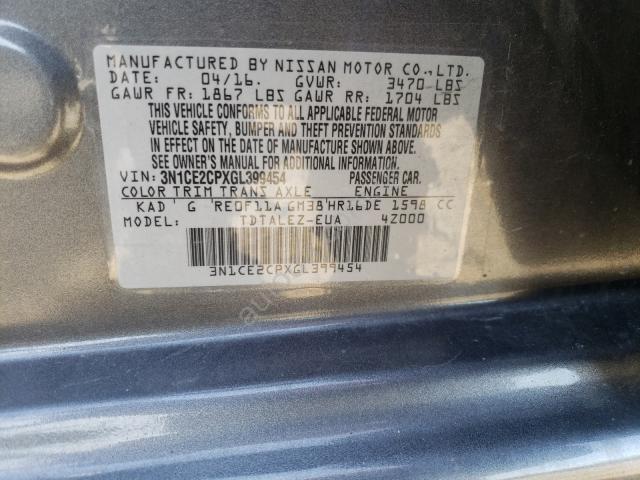 MANUFACTURED BY NISSAN MOTOR CO.,LTD.
DATE: 04/16. GVWR: 3470 LBS
GAWR FR: 1867 LBS GAWR RR: 1704 LBS
THIS VEHICLE CONFORMS TO ALL APPLICABLE FEDERAL MOTOR
VEHICLE SAFETY, BUMPER AND THEFT PREVENTION STANDARDS
IN EFFECT ON THE DATE OF MANUFACTURE SHOWN ABOVE.
SEE OWNER'S MANUAL FOR ADDITIONAL INFORMATION.
VIN: 3N1CE2CPXGL399454 PASSENGER CAR.
COLOR TRIM TRANS AXLE ENGINE
KAD G RE0F11A GM38 HR16DE 1598 CC
MODEL: TDTALEZ-EUA 4Z000
3N1CE2CPXGL399454